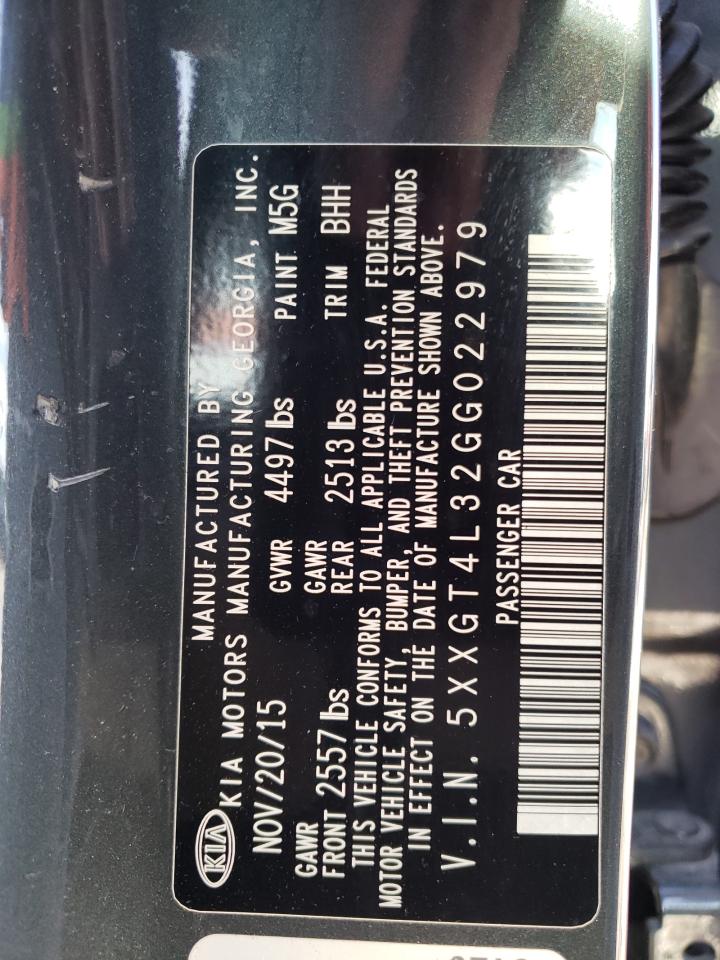 MANUFACTURED BY
KIA KIA MOTORS MANUFACTURING GEORGIA, INC.
NOV/20/15 GVWR 4497 lbs PAINT M5G
GAWR FRONT 2557 lbs GAWR REAR 2513 lbs TRIM BHH
THIS VEHICLE CONFORMS TO ALL APPLICABLE U.S.A. FEDERAL
MOTOR VEHICLE SAFETY, BUMPER, AND THEFT PREVENTION STANDARDS
IN EFFECT ON THE DATE OF MANUFACTURE SHOWN ABOVE.
V.I.N. 5XXGT4L32GG022979
PASSENGER CAR